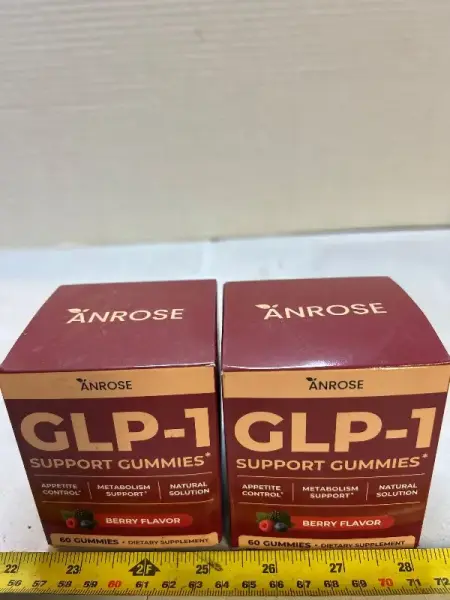 ANROSE
ANROSE
GLP-1
SUPPORT GUMMIES*
APPETITE CONTROL* | METABOLISM SUPPORT* | NATURAL SOLUTION
BERRY FLAVOR
60 GUMMIES • DIETARY SUPPLEMENT
ANROSE
ANROSE
GLP-1
SUPPORT GUMMIES*
APPETITE CONTROL* | METABOLISM SUPPORT* | NATURAL SOLUTION
BERRY FLAVOR
60 GUMMIES • DIETARY SUPPLEMENT
22 23 2F 25 26 27 28
56 57 58 59 60 61 62 63 64 65 66 67 68 69 70 71 72